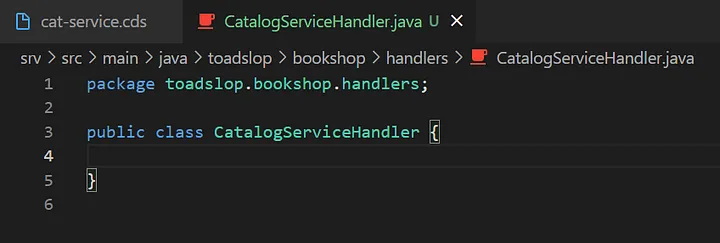 cat-service.cds CatalogServiceHandler.java U
srv > src > main > java > toadslop > bookshop > handlers > CatalogServiceHandler.java
1 package toadslop.bookshop.handlers;
2
3 public class CatalogServiceHandler {
4
5 }
6